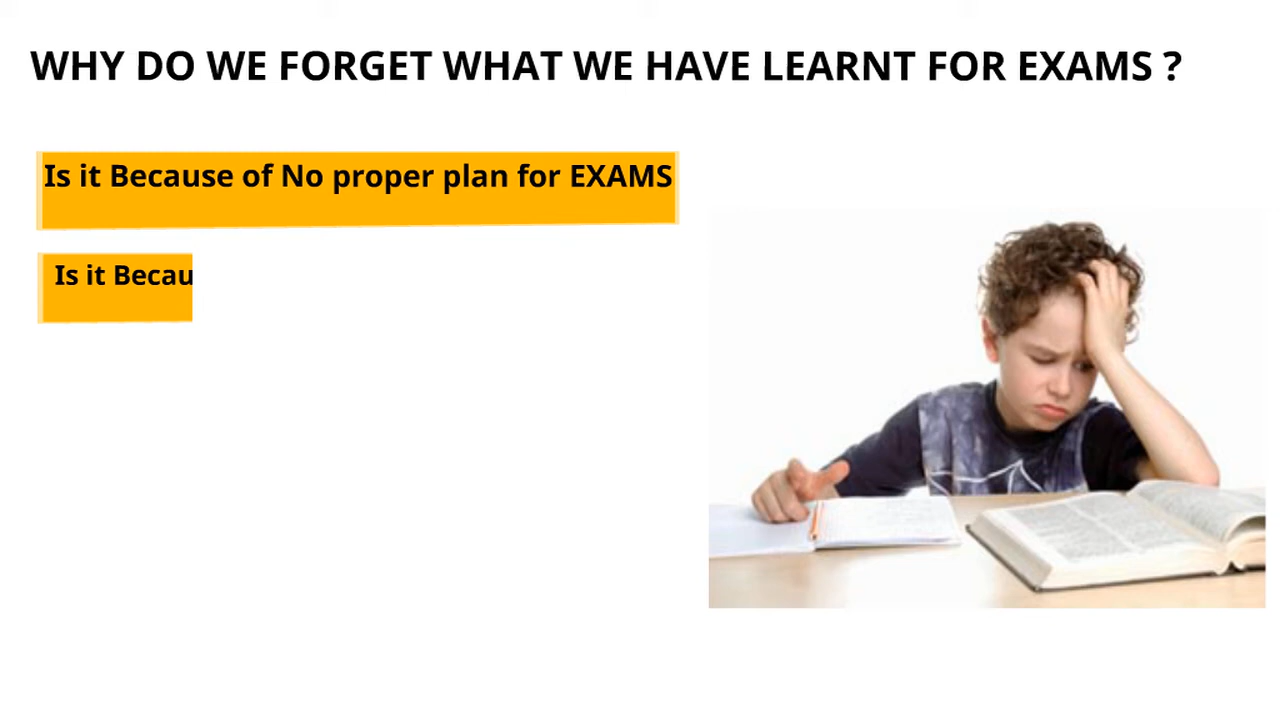 WHY DO WE FORGET WHAT WE HAVE LEARNT FOR EXAMS ?
Is it Because of No proper plan for EXAMS
Is it Becau